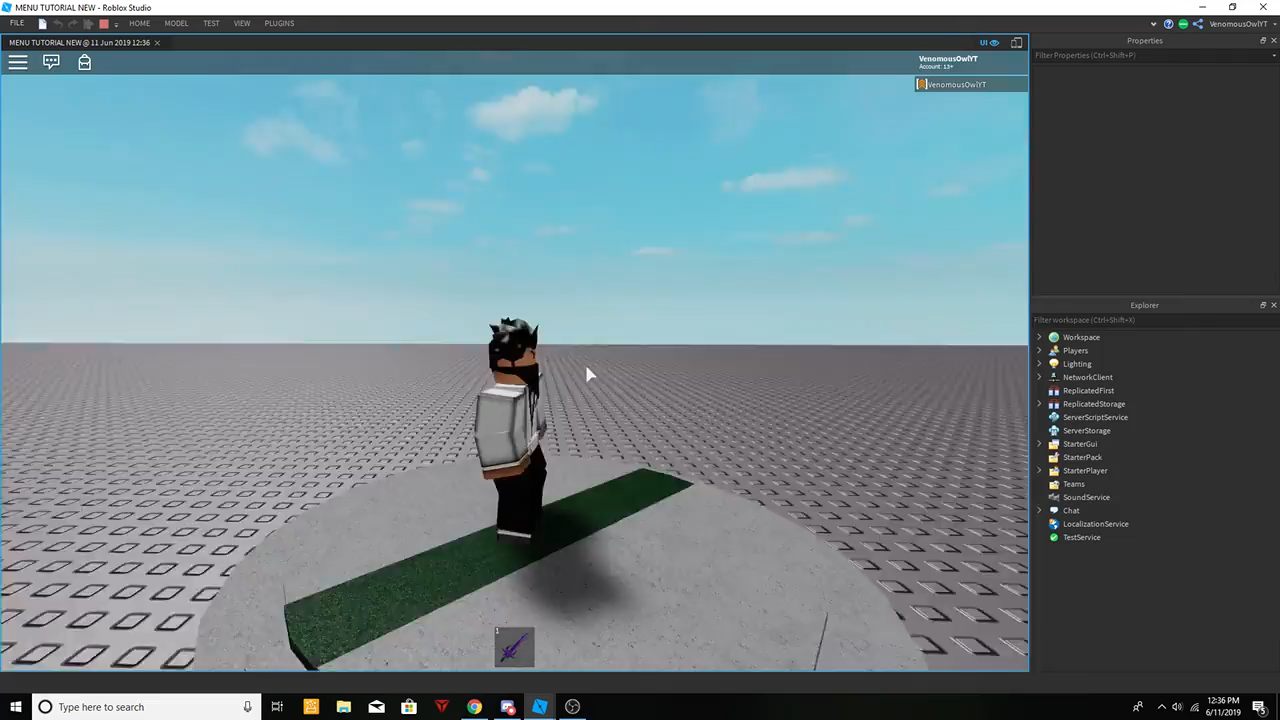 MENU TUTORIAL NEW - Roblox Studio
FILE
HOME
MODEL
TEST
VIEW
PLUGINS
VenomousOwlYT
MENU TUTORIAL NEW @ 11 Jun 2019 12:36
UI
VenomousOwlYT
Account: 13+
VenomousOwlYT
Properties
Filter Properties (Ctrl+Shift+P)
Explorer
Filter workspace (Ctrl+Shift+X)
Workspace
Players
Lighting
NetworkClient
ReplicatedFirst
ReplicatedStorage
ServerScriptService
ServerStorage
StarterGui
StarterPack
StarterPlayer
Teams
SoundService
Chat
LocalizationService
TestService
1
Type here to search
12:36 PM
6/11/2019
5